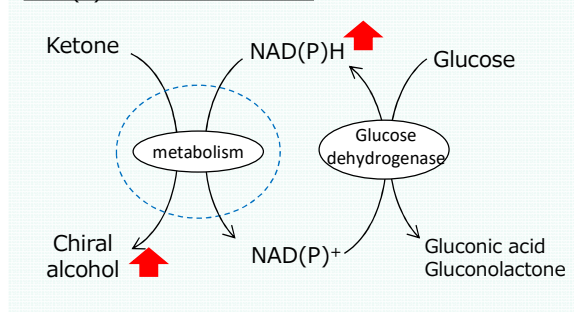 Ketone
NAD(P)H
Glucose
metabolism
Glucose
dehydrogenase
Chiral
alcohol
NAD(P)+
Gluconic acid
Gluconolactone